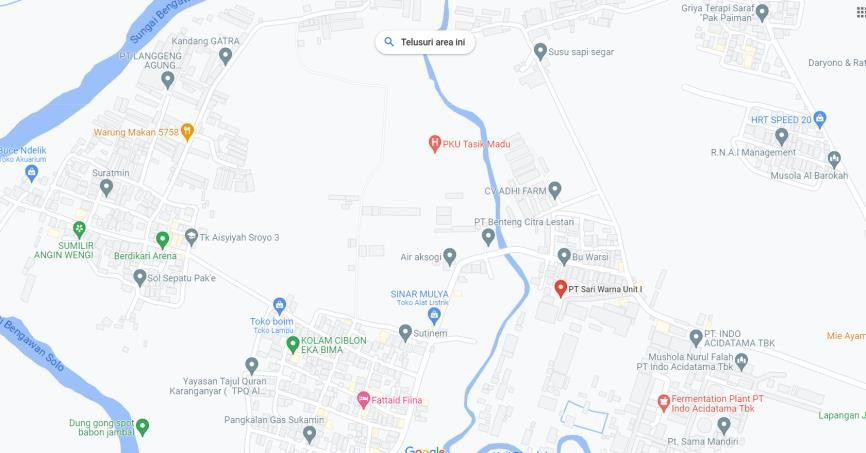 Sungai Bengawan
Griya Terapi Saraf
"Pak Paiman"
Kandang GATRA
Telusuri area ini
Susu sapi segar
PT LANGGENG
AGUNG...
Daryono & Rat
Warung Makan 5758
HRT SPEED 20
PKU Tasik Madu
Buce Ndelik
Toko Akuarium
R.N.A.I Management
Suratmin
Musola Al Barokah
CV ADHI FARM
PT Benteng Citra Lestari
Tk Aisyiyah Sroyo 3
SUMILIR
ANGIN WENGI
Berdikari Arena
Air aksogi
Bu Warsi
Sol Sepatu Pak'e
PT Sari Warna Unit I
SINAR MULYA
Toko Alat Listrik
Toko boim
Toko Lampu
Sutinem
Bengawan Solo
KOLAM CIBLON
EKA BIMA
PT. INDO
ACIDATAMA TBK
Mie Ayam
Mushola Nurul Falah
PT Indo Acidatama Tbk
Yayasan Tajul Quran
Karanganyar ( TPQ Al...
Fattaid Fiina
Fermentation Plant PT
Indo Acidatama Tbk
Lapangan J
Dung gong spot
babon jambal
Pangkalan Gas Sukamin
Pt. Sama Mandiri
Google